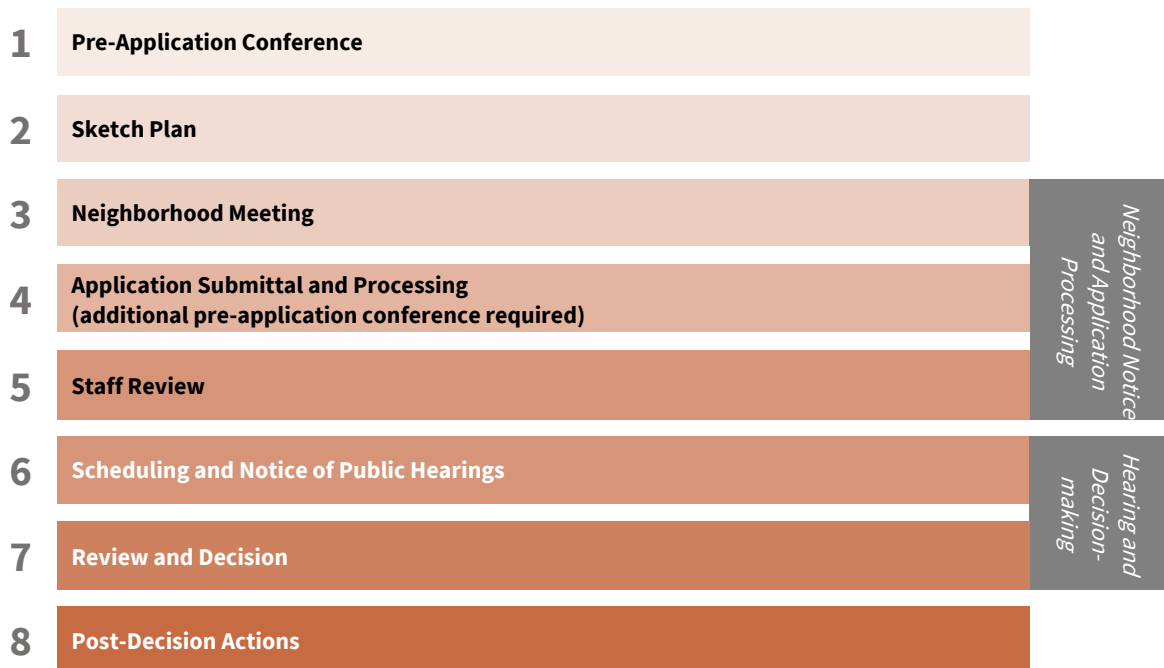 1
Pre-Application Conference
2
Sketch Plan
3
Neighborhood Meeting
4
Application Submittal and Processing
(additional pre-application conference required)
5
Staff Review
Neighborhood Notice
and Application
Processing
6
Scheduling and Notice of Public Hearings
7
Review and Decision
Hearing and
Decision-
making
8
Post-Decision Actions